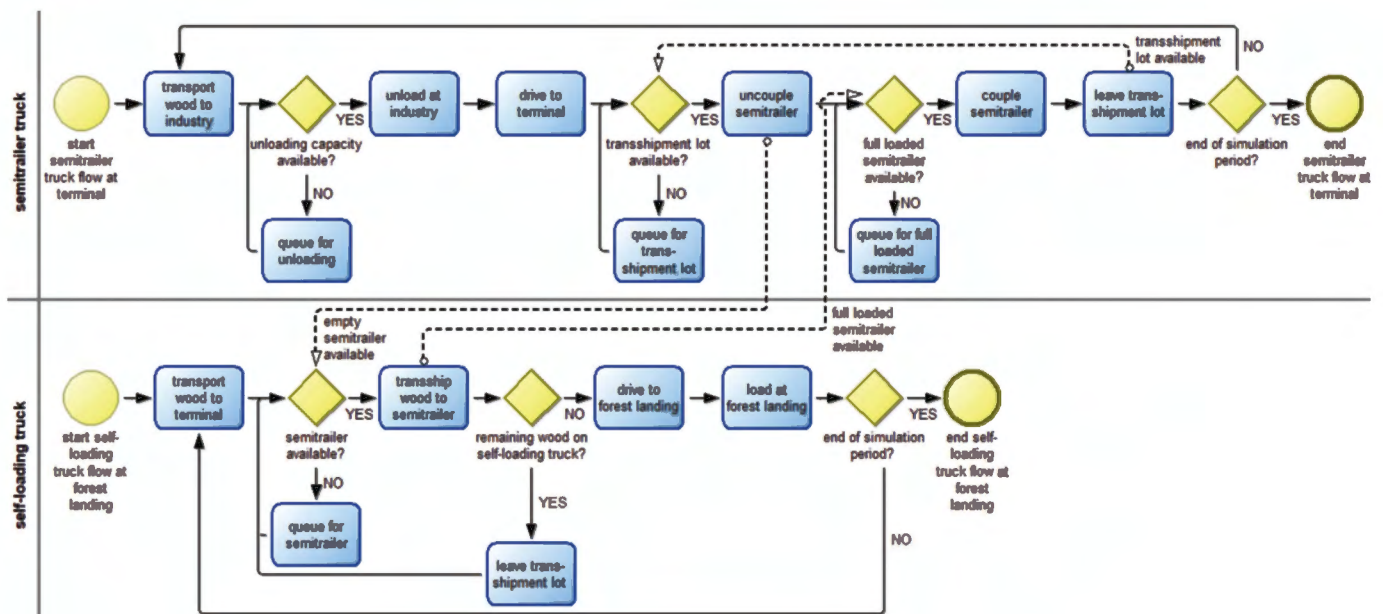 semitrailer truck
transshipment
lot available
NO
transport
wood to
industry
unload at
industry
drive to
terminal
uncouple
semitrailer
couple
semitrailer
leave trans-
shipment lot
YES
YES
YES
YES
start
semitrailer
truck flow at
terminal
unloading capacity
available?
transshipment lot
available?
full loaded
semitrailer
available?
end of simulation
period?
end
semitrailer
truck flow at
terminal
NO
NO
NO
queue for
unloading
queue for
trans-
shipment lot
queue for full
loaded
semitrailer
self-loading truck
empty
semitrailer
available
full loaded
semitrailer
available
transport
wood to
terminal
transship
wood to
semitrailer
drive to
forest landing
load at
forest landing
YES
NO
YES
start self-
loading
truck flow at
forest
landing
semitrailer
available?
remaining wood on
self-loading truck?
end of simulation
period?
end self-
loading
truck flow at
forest
landing
NO
YES
NO
queue for
semitrailer
leave trans-
shipment lot